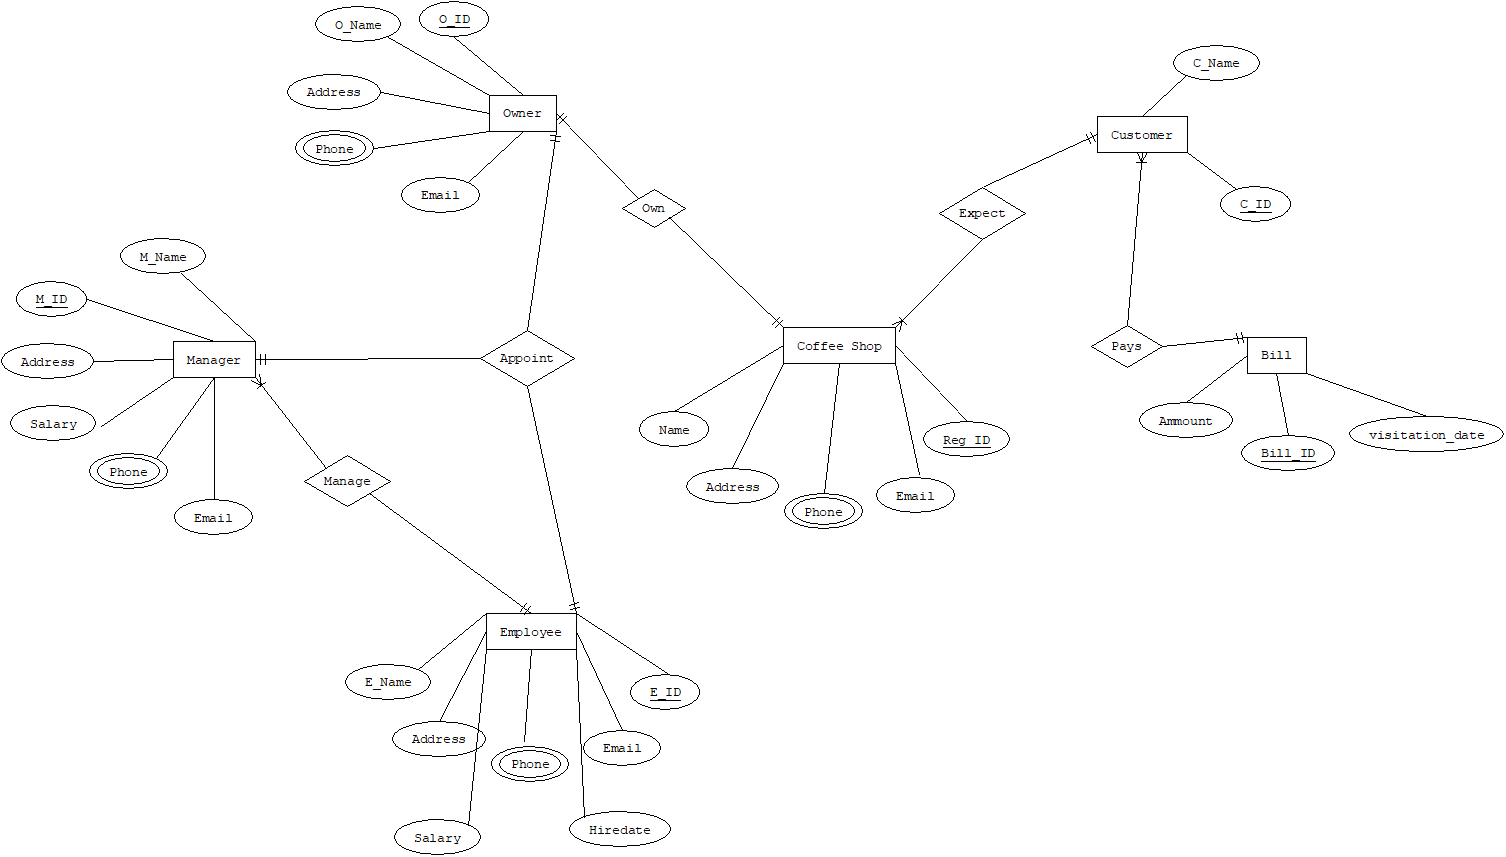 O_Name
O_ID
Address
Owner
Phone
Email
Own
C_Name
Customer
C_ID
Expect
M_Name
M_ID
Address
Manager
Salary
Phone
Email
Appoint
Manage
Coffee Shop
Name
Address
Phone
Email
Reg_ID
Pays
Bill
Ammount
Bill_ID
visitation_date
Employee
E_Name
Address
Salary
Phone
Hiredate
Email
E_ID